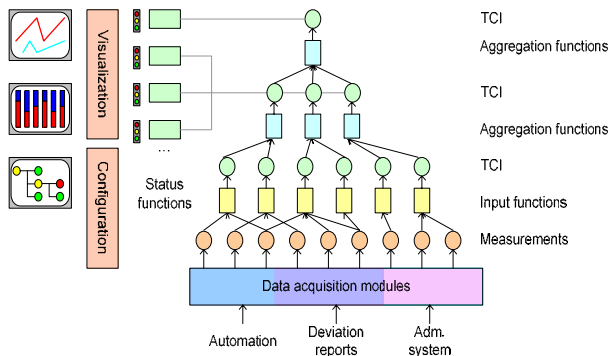 TCI
Aggregation functions
TCI
Aggregation functions
TCI
Input functions
Measurements
Visualization
Configuration
...
Status
functions
Data acquisition modules
Automation
Deviation
reports
Adm.
system